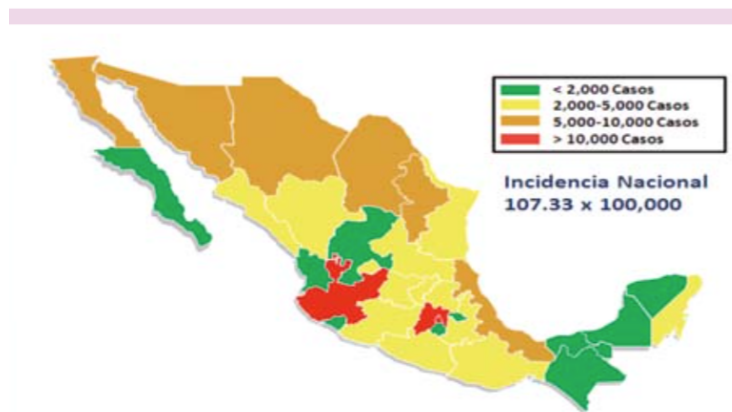 < 2,000 Casos
2,000-5,000 Casos
5,000-10,000 Casos
> 10,000 Casos
Incidencia Nacional
107.33 x 100,000